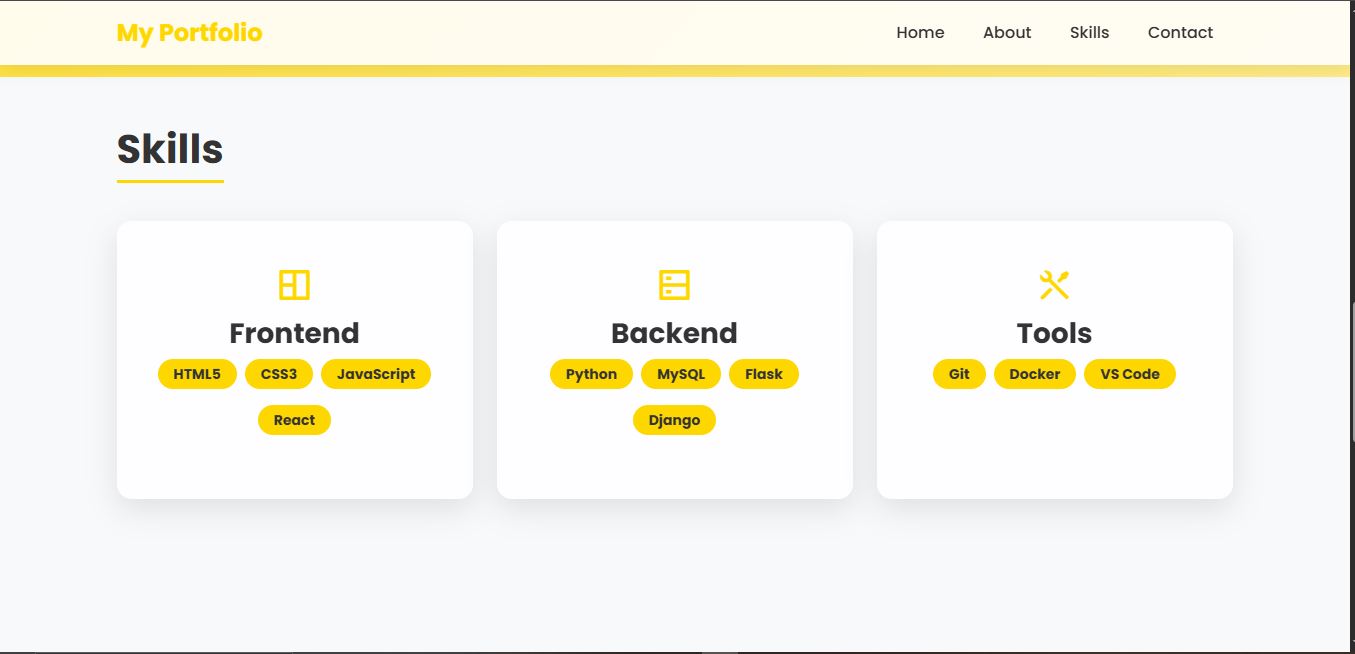 My Portfolio
Home About Skills Contact
Skills
Frontend
HTML5 CSS3 JavaScript
React
Backend
Python MySQL Flask
Django
Tools
Git Docker VS Code